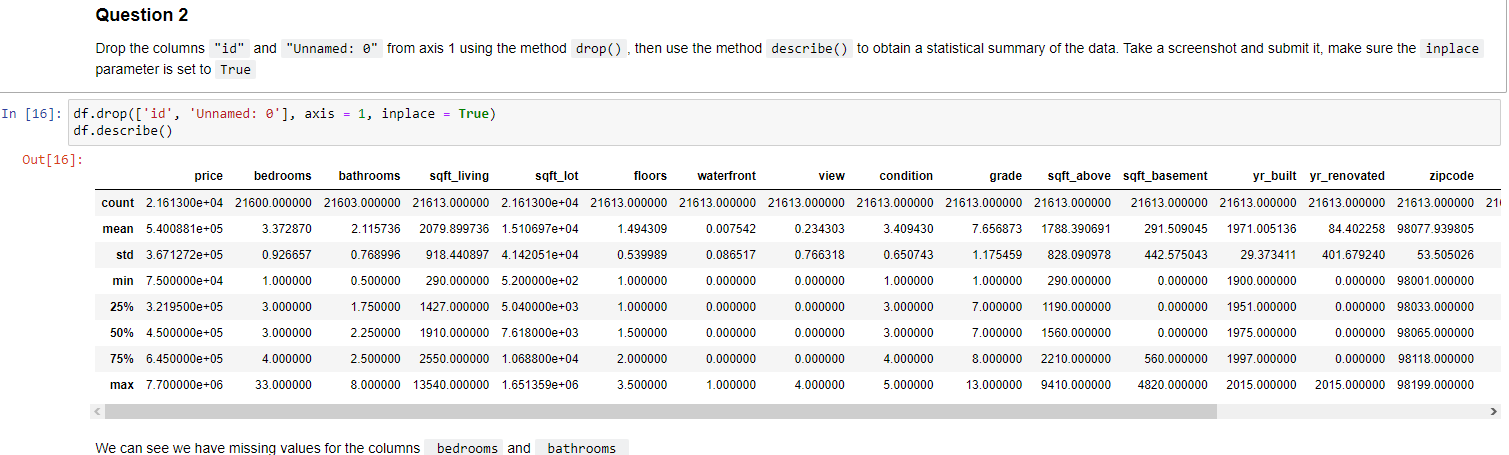 Question 2
Drop the columns "id" and "Unnamed: 0" from axis 1 using the method drop(), then use the method describe() to obtain a statistical summary of the data. Take a screenshot and submit it, make sure the inplace
parameter is set to True
In [16]: df.drop(['id', 'Unnamed: 0'], axis = 1, inplace = True)
df.describe()
Out[16]:
price bedrooms bathrooms sqft_living sqft_lot floors waterfront view condition grade sqft_above sqft_basement yr_built yr_renovated zipcode
count 2.161300e+04 21600.000000 21603.000000 21613.000000 2.161300e+04 21613.000000 21613.000000 21613.000000 21613.000000 21613.000000 21613.000000 21613.000000 21613.000000 21613.000000 21613.000000
mean 5.400881e+05 3.372870 2.115736 2079.899736 1.510697e+04 1.494309 0.007542 0.234303 3.409430 7.656873 1788.390691 291.509045 1971.005136 84.402258 98077.939805
std 3.671272e+05 0.926657 0.768996 918.440897 4.142051e+04 0.539989 0.086517 0.766318 0.650743 1.175459 828.090978 442.575043 29.373411 401.679240 53.505026
min 7.500000e+04 1.000000 0.500000 290.000000 5.200000e+02 1.000000 0.000000 0.000000 1.000000 1.000000 290.000000 0.000000 1900.000000 0.000000 98001.000000
25% 3.219500e+05 3.000000 1.750000 1427.000000 5.040000e+03 1.000000 0.000000 0.000000 3.000000 7.000000 1190.000000 0.000000 1951.000000 0.000000 98033.000000
50% 4.500000e+05 3.000000 2.250000 1910.000000 7.618000e+03 1.500000 0.000000 0.000000 3.000000 7.000000 1560.000000 0.000000 1975.000000 0.000000 98065.000000
75% 6.450000e+05 4.000000 2.500000 2550.000000 1.068800e+04 2.000000 0.000000 0.000000 4.000000 8.000000 2210.000000 560.000000 1997.000000 0.000000 98118.000000
max 7.700000e+06 33.000000 8.000000 13540.000000 1.651359e+06 3.500000 1.000000 4.000000 5.000000 13.000000 9410.000000 4820.000000 2015.000000 2015.000000 98199.000000
We can see we have missing values for the columns bedrooms and bathrooms